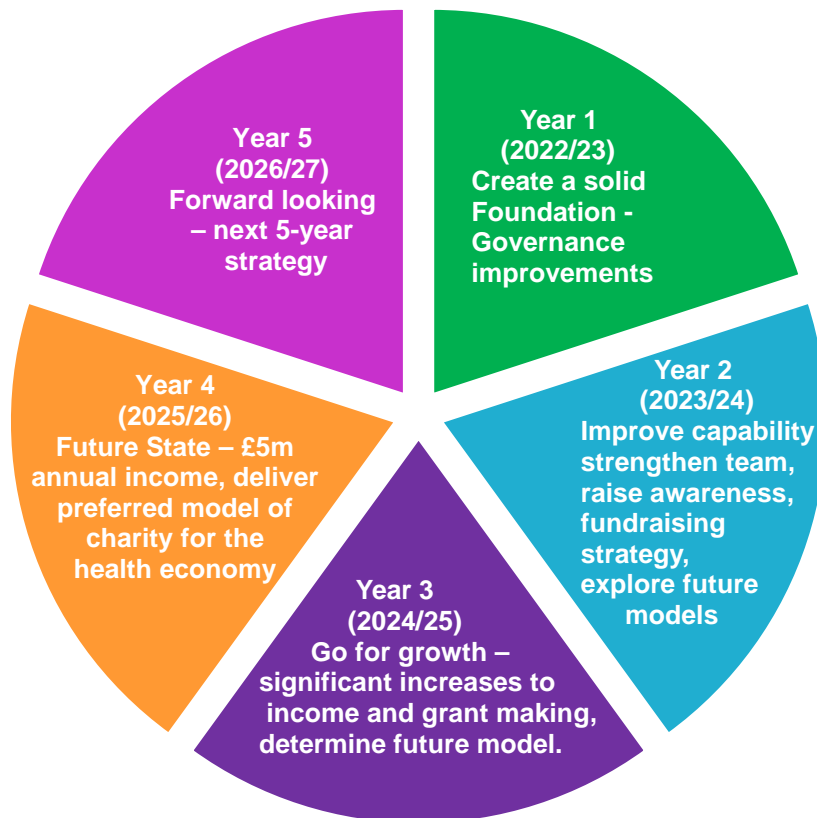 Year 1
(2022/23)
Create a solid
Foundation -
Governance
improvements
Year 2
(2023/24)
Improve capability
strengthen team,
raise awareness,
fundraising
strategy,
explore future
models
Year 3
(2024/25)
Go for growth –
significant increases to
income and grant making,
determine future model.
Year 4
(2025/26)
Future State – £5m
annual income, deliver
preferred model of
charity for the
health economy
Year 5
(2026/27)
Forward looking
– next 5-year
strategy